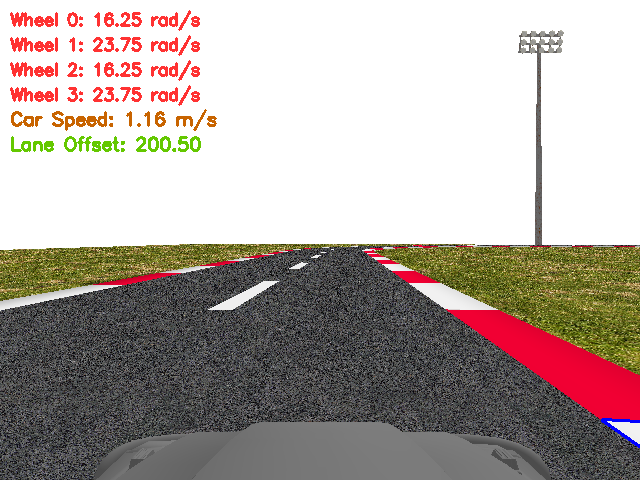 Wheel 0: 16.25 rad/s
Wheel 1: 23.75 rad/s
Wheel 2: 16.25 rad/s
Wheel 3: 23.75 rad/s
Car Speed: 1.16 m/s
Lane Offset: 200.50